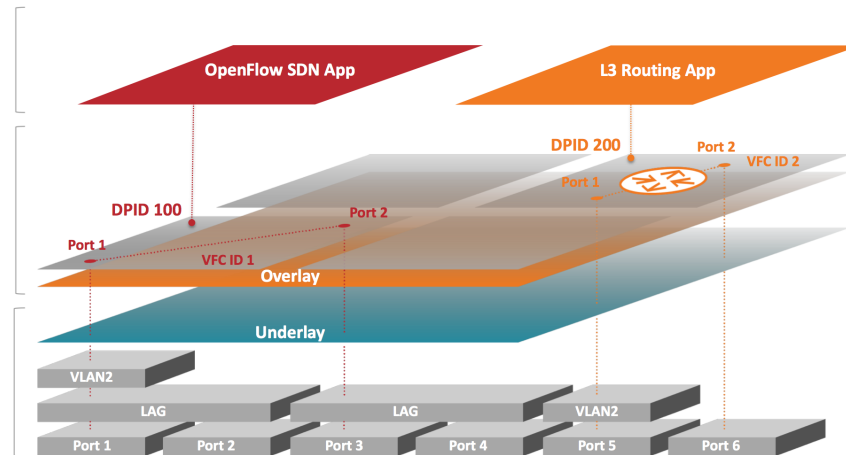 OpenFlow SDN App
L3 Routing App
DPID 200
Port 2
VFC ID 2
Port 1
DPID 100
Port 2
Port 1
VFC ID 1
Overlay
Underlay
VLAN2
LAG
LAG
VLAN2
Port 1
Port 2
Port 3
Port 4
Port 5
Port 6